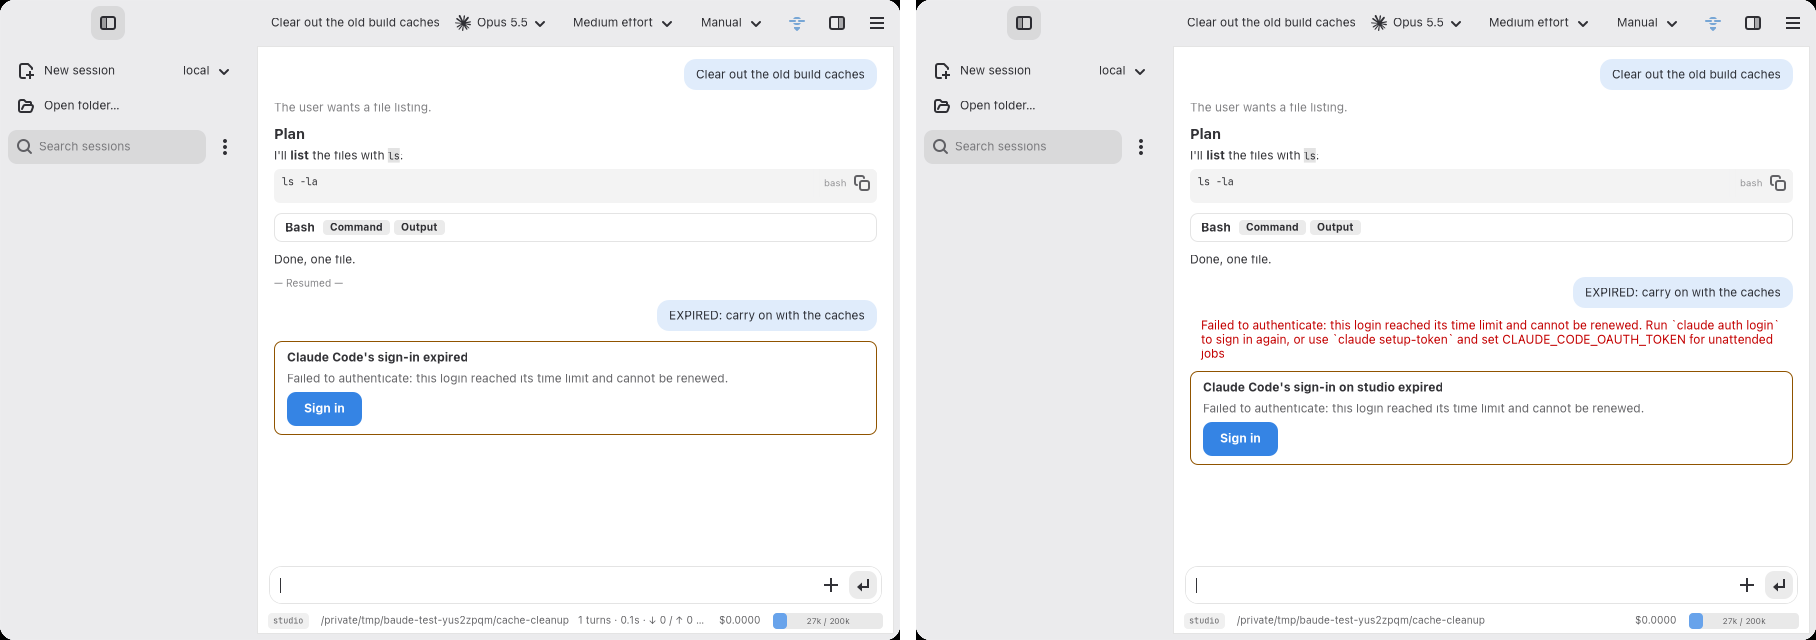 Clear out the old build caches
Opus 5.5
Medium effort
Manual
New session
local
Open folder...
Search sessions
Clear out the old build caches
The user wants a file listing.
Plan
I'll list the files with ls.
ls -la
bash
Bash Command Output
Done, one file.
— Resumed —
EXPIRED: carry on with the caches
Claude Code's sign-in expired
Failed to authenticate: this login reached its time limit and cannot be renewed.
Sign in
studio /private/tmp/baude-test-yus2zpqm/cache-cleanup 1 turns · 0.1s · ↓ 0 / ↑ 0 ... $0.0000 27k / 200k
Clear out the old build caches
Opus 5.5
Medium effort
Manual
New session
local
Open folder...
Search sessions
Clear out the old build caches
The user wants a file listing.
Plan
I'll list the files with ls.
ls -la
bash
Bash Command Output
Done, one file.
EXPIRED: carry on with the caches
Failed to authenticate: this login reached its time limit and cannot be renewed. Run `claude auth login`
to sign in again, or use `claude setup-token` and set CLAUDE_CODE_OAUTH_TOKEN for unattended
jobs
Claude Code's sign-in on studio expired
Failed to authenticate: this login reached its time limit and cannot be renewed.
Sign in
studio /private/tmp/baude-test-yus2zpqm/cache-cleanup $0.0000 27k / 200k